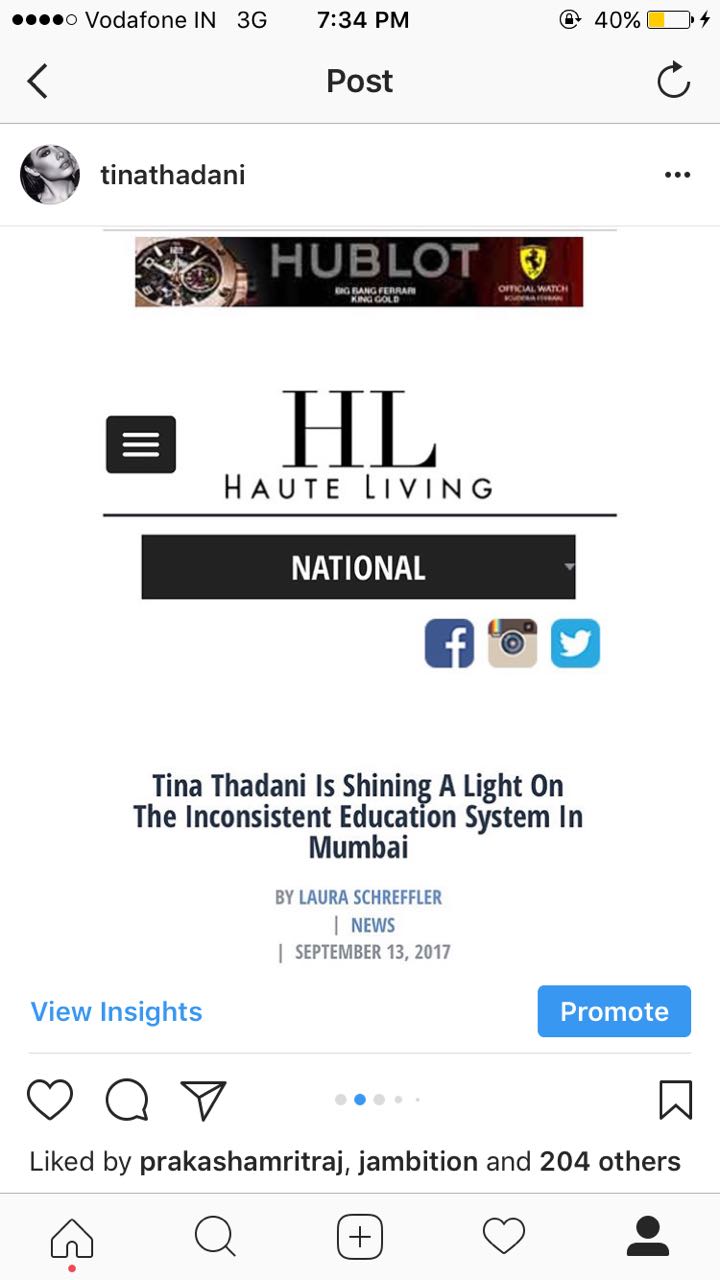 Vodafone IN 3G 7:34 PM 40%
Post
tinathadani
HUBLOT
BIG BANG FERRARI
KING GOLD
OFFICIAL WATCH
SCUDERIA FERRARI
HL
HAUTE LIVING
NATIONAL
Tina Thadani Is Shining A Light On
The Inconsistent Education System In
Mumbai
BY LAURA SCHREFFLER
| NEWS
| SEPTEMBER 13, 2017
View Insights Promote
Liked by prakashamritraj, jambition and 204 others